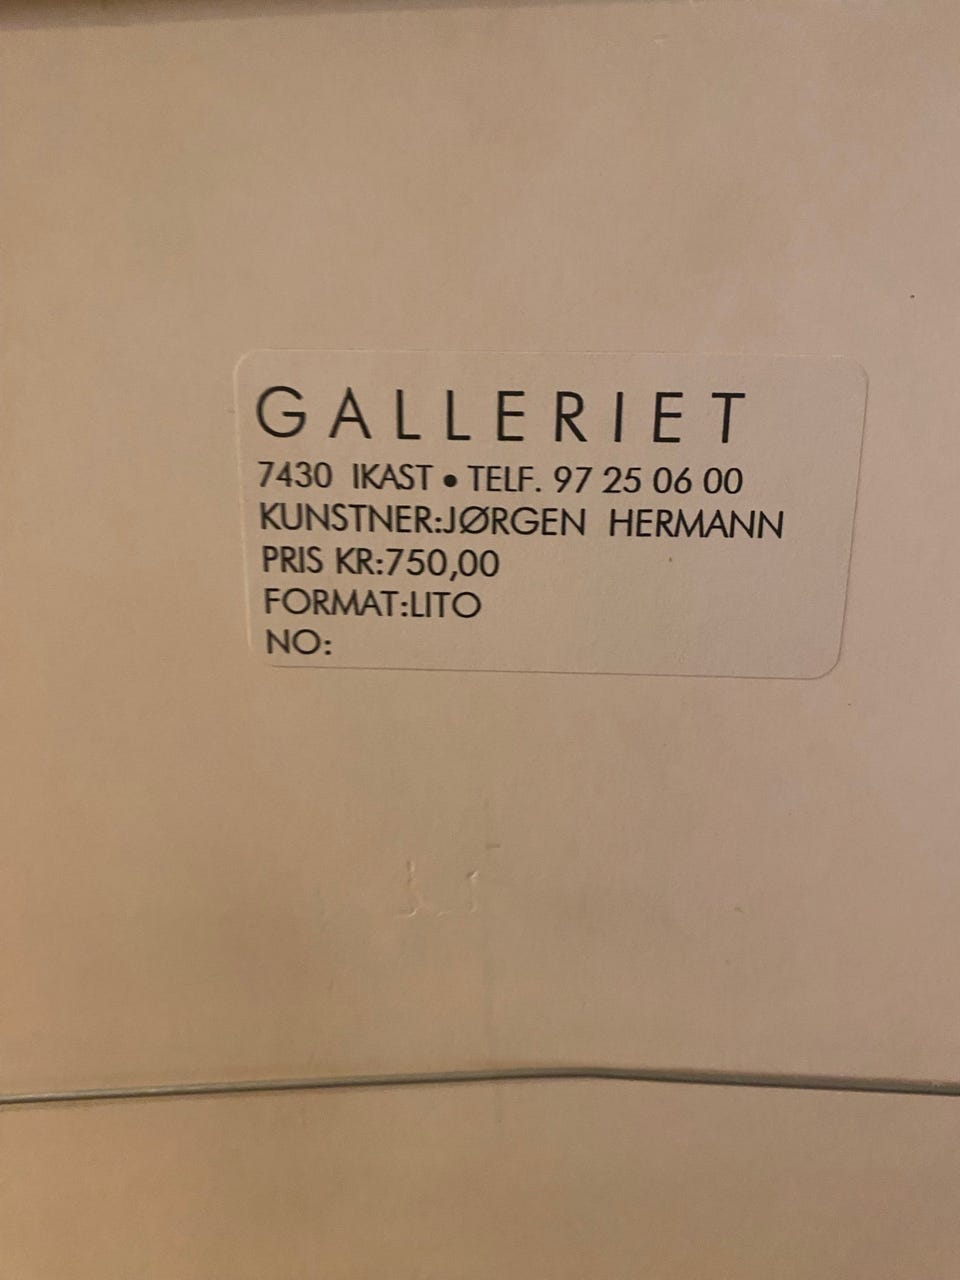 GALLERIET
7430 IKAST • TELF. 97 25 06 00
KUNSTNER:JØRGEN HERMANN
PRIS KR:750,00
FORMAT:LITO
NO: